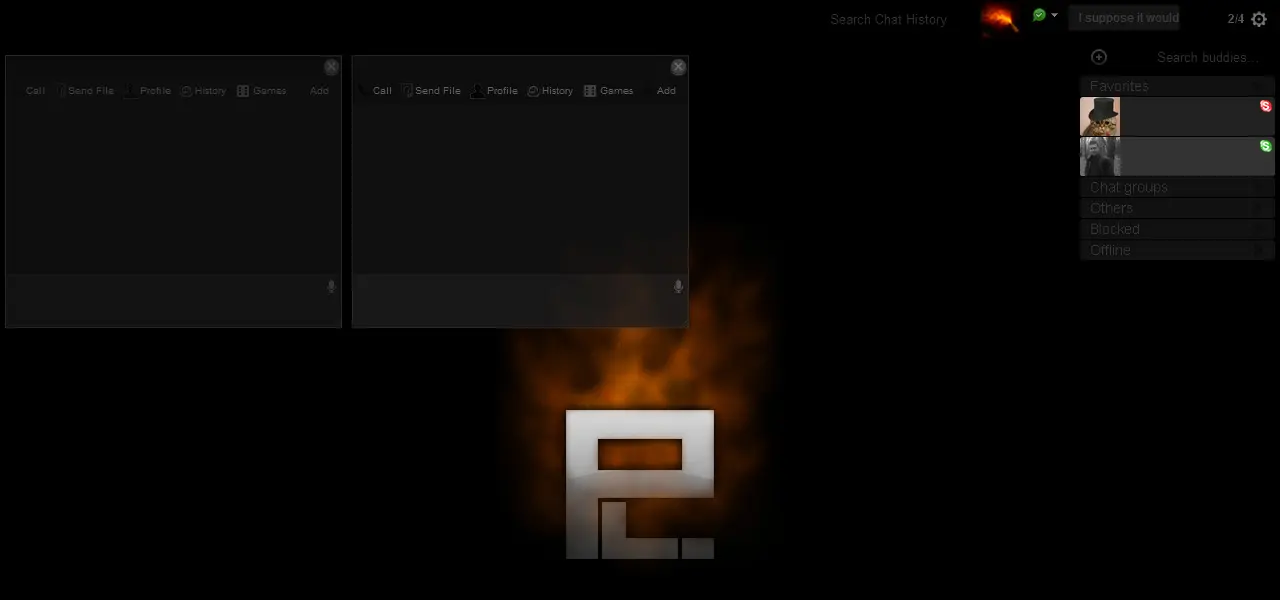 Search Chat History
I suppose it would
2/4
Search buddies...
Call Send File Profile History Games Add
Call Send File Profile History Games Add
Favorites
Chat groups
Others
Blocked
Offline